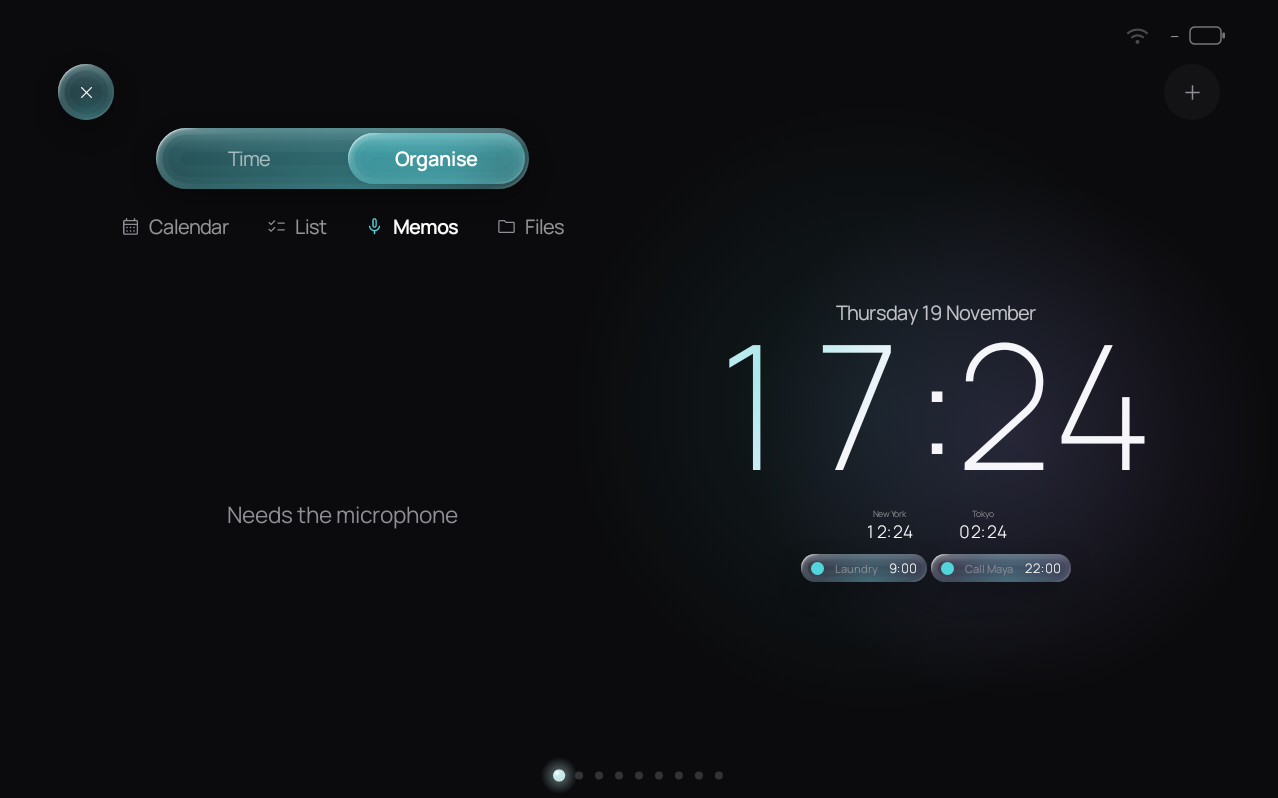 Time Organise
Calendar List Memos Files
Needs the microphone
Thursday 19 November
17:24
New York Tokyo
12:24 02:24
Laundry 9:00 Call Maya 22:00